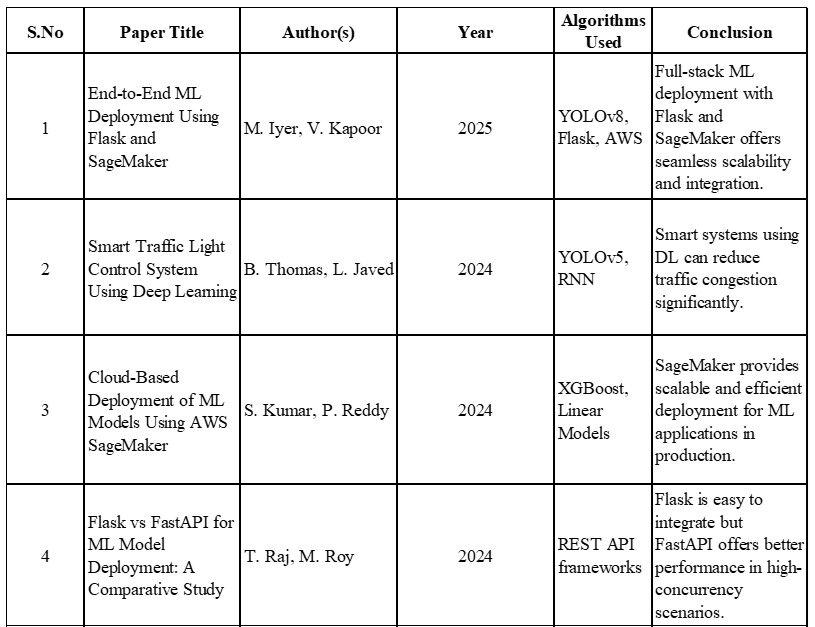 S.No Paper Title Author(s) Year Algorithms Used Conclusion
1 End-to-End ML Deployment Using Flask and SageMaker M. Iyer, V. Kapoor 2025 YOLOv8, Flask, AWS Full-stack ML deployment with Flask and SageMaker offers seamless scalability and integration.
2 Smart Traffic Light Control System Using Deep Learning B. Thomas, L. Javed 2024 YOLOv5, RNN Smart systems using DL can reduce traffic congestion significantly.
3 Cloud-Based Deployment of ML Models Using AWS SageMaker S. Kumar, P. Reddy 2024 XGBoost, Linear Models SageMaker provides scalable and efficient deployment for ML applications in production.
4 Flask vs FastAPI for ML Model Deployment: A Comparative Study T. Raj, M. Roy 2024 REST API frameworks Flask is easy to integrate but FastAPI offers better performance in high-concurrency scenarios.